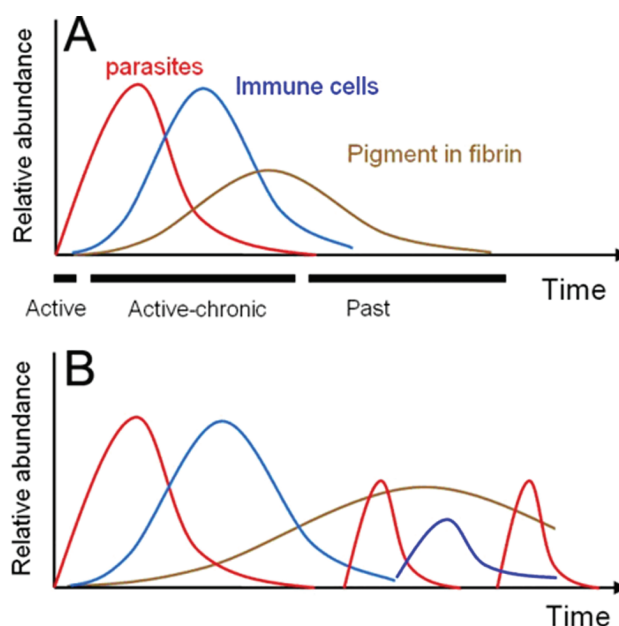 A
Relative abundance
parasites
Immune cells
Pigment in fibrin
Time
Active
Active-chronic
Past
B
Relative abundance
Time